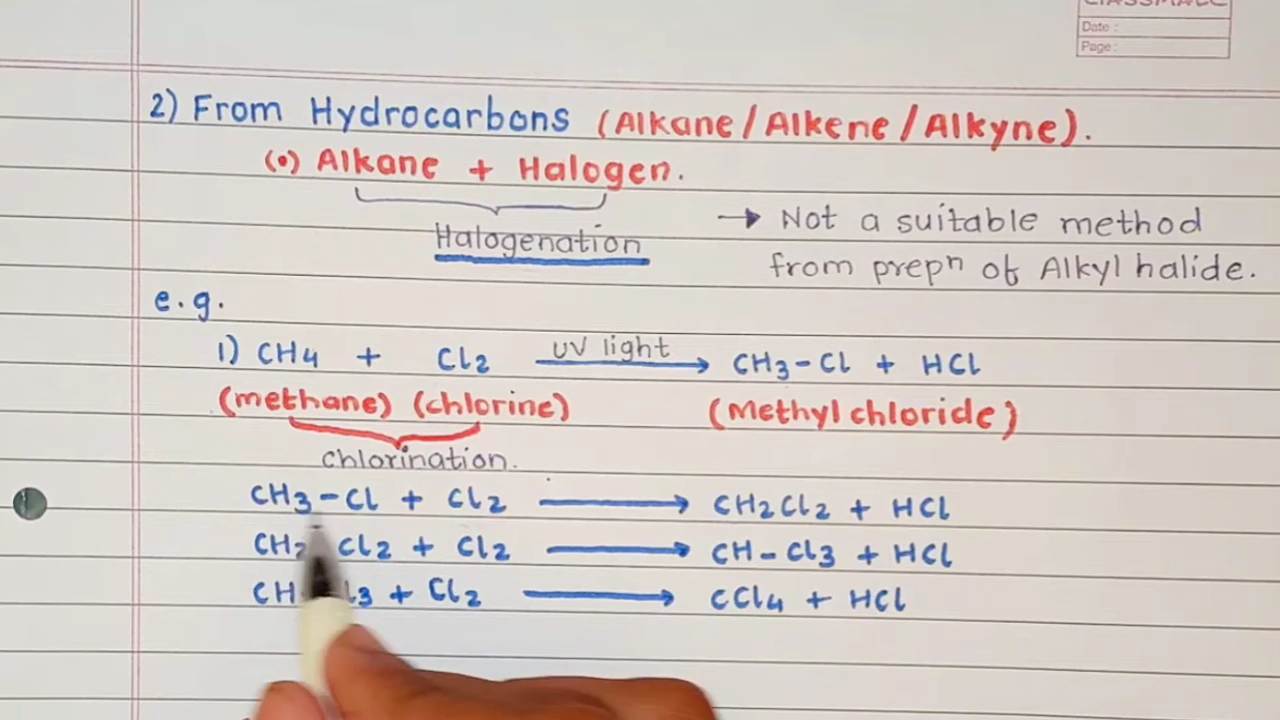 Date :
Page :
2) From Hydrocarbons (Alkane/Alkene/Alkyne).
(•) Alkane + Halogen.
Halogenation
→ Not a suitable method
from prepⁿ of Alkyl halide.
e.g.
1) CH4 + Cl2 UV light → CH3-Cl + HCl
(methane) (chlorine) (Methyl chloride)
chlorination.
CH3-Cl + Cl2 → CH2Cl2 + HCl
CH2 Cl2 + Cl2 → CH-Cl3 + HCl
+ Cl2 → CCl4 + HCl